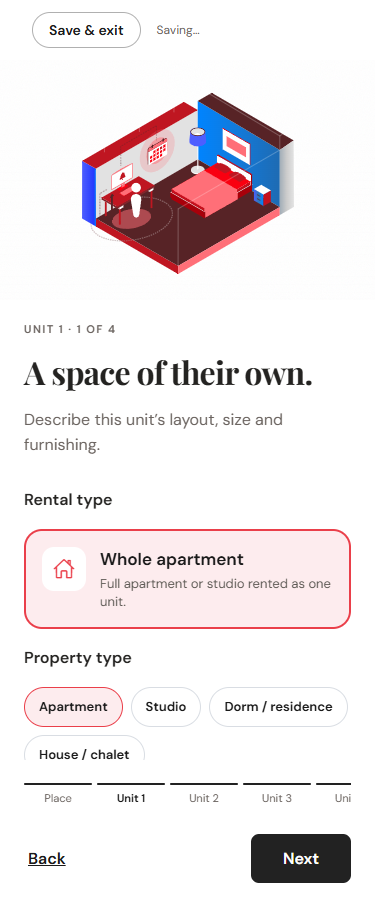 Save & exit
Saving…
UNIT 1 · 1 OF 4
A space of their own.
Describe this unit’s layout, size and
furnishing.
Rental type
Whole apartment
Full apartment or studio rented as one
unit.
Property type
Apartment
Studio
Dorm / residence
House / chalet
Place
Unit 1
Unit 2
Unit 3
Uni
Back
Next